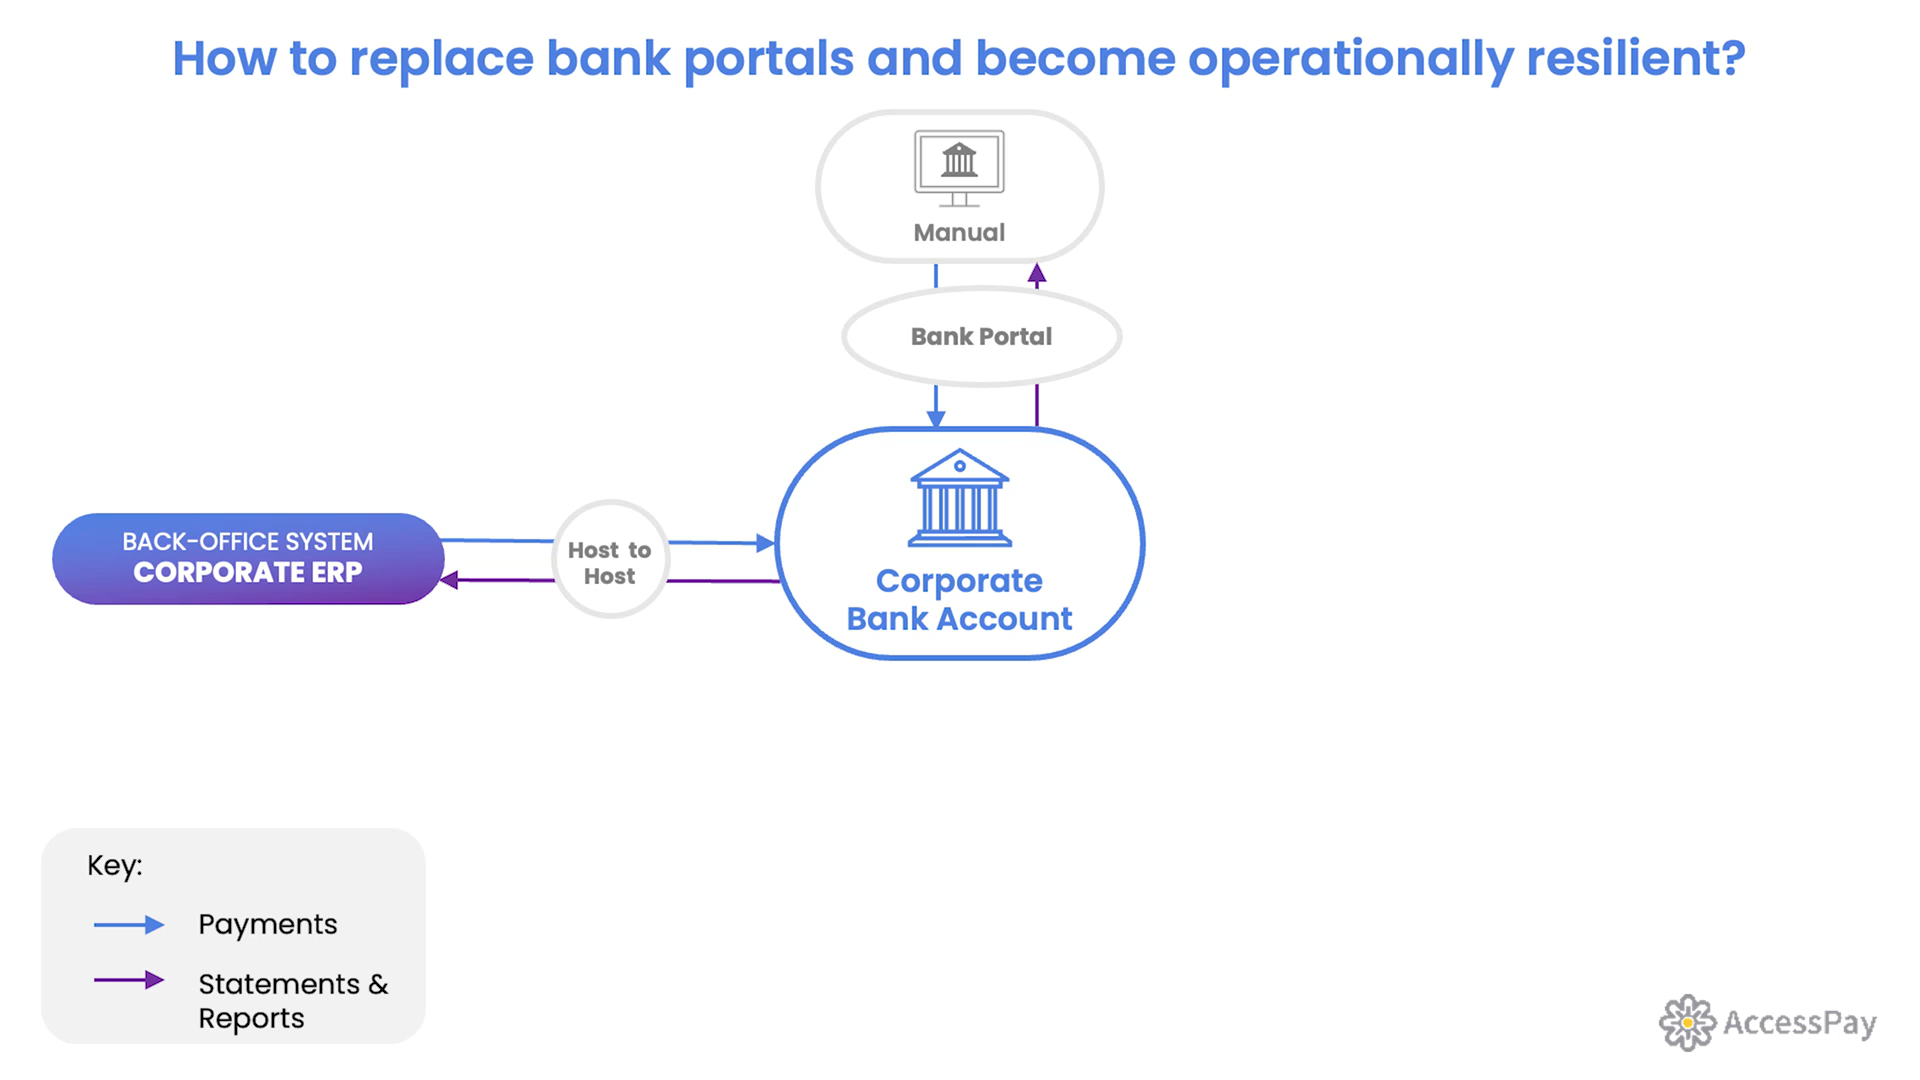 How to replace bank portals and become operationally resilient?
Manual
Bank Portal
BACK-OFFICE SYSTEM
CORPORATE ERP
Host to
Host
Corporate
Bank Account
Key:
Payments
Statements &
Reports
AccessPay